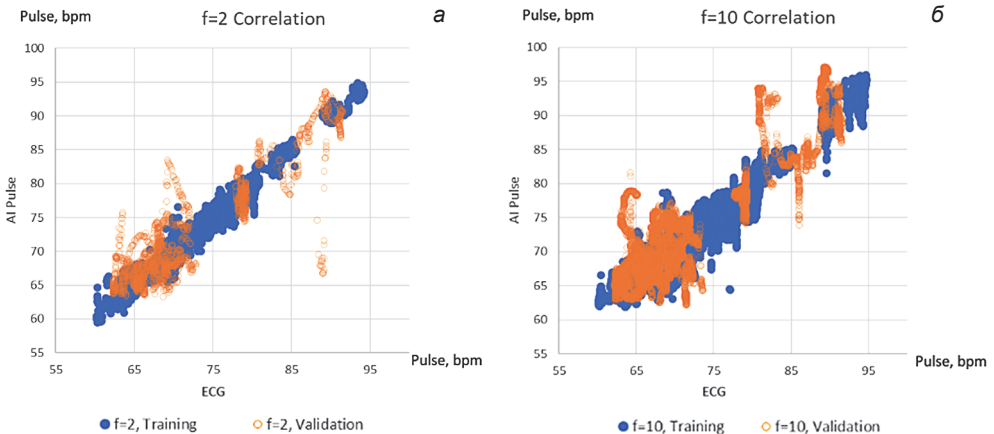 Pulse, bpm
f=2 Correlation
а
100
95
90
85
80
75
70
65
60
55
AI Pulse
55 65 75 85 95
Pulse, bpm
ECG
f=2, Training f=2, Validation
Pulse, bpm
f=10 Correlation
б
100
95
90
85
80
75
70
65
60
55
AI Pulse
55 65 75 85 95
Pulse, bpm
ECG
f=10, Training f=10, Validation